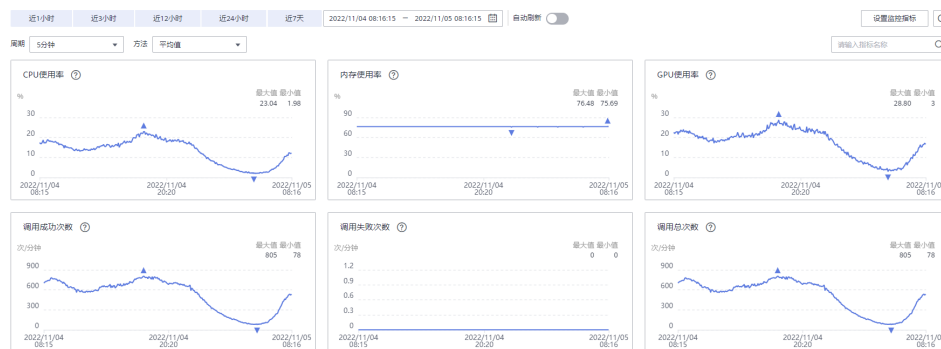 近1小时 近3小时 近12小时 近24小时 近7天 2022/11/04 08:16:15 － 2022/11/05 08:16:15 自动刷新 设置监控指标
周期 5分钟 方法 平均值 请输入指标名称
CPU使用率 ?
% 最大值 最小值
23.04 1.98
30
20
10
0
2022/11/04 2022/11/04 2022/11/05
08:15 20:20 08:16
内存使用率 ?
% 最大值 最小值
76.48 75.69
90
60
30
0
2022/11/04 2022/11/04 2022/11/05
08:15 20:20 08:16
GPU使用率 ?
% 最大值 最小值
28.80 3
30
20
10
0
2022/11/04 2022/11/04 2022/11/0
08:15 20:20 08:16
调用成功次数 ?
次/分钟 最大值 最小值
805 78
900
600
300
0
2022/11/04 2022/11/04 2022/11/05
08:15 20:20 08:16
调用失败次数 ?
次/分钟 最大值 最小值
0 0
1.2
0.9
0.6
0.3
0
2022/11/04 2022/11/04 2022/11/05
08:15 20:20 08:16
调用总次数 ?
次/分钟 最大值 最小值
805 78
900
600
300
0
2022/11/04 2022/11/04 2022/11/0
08:15 20:20 08:16